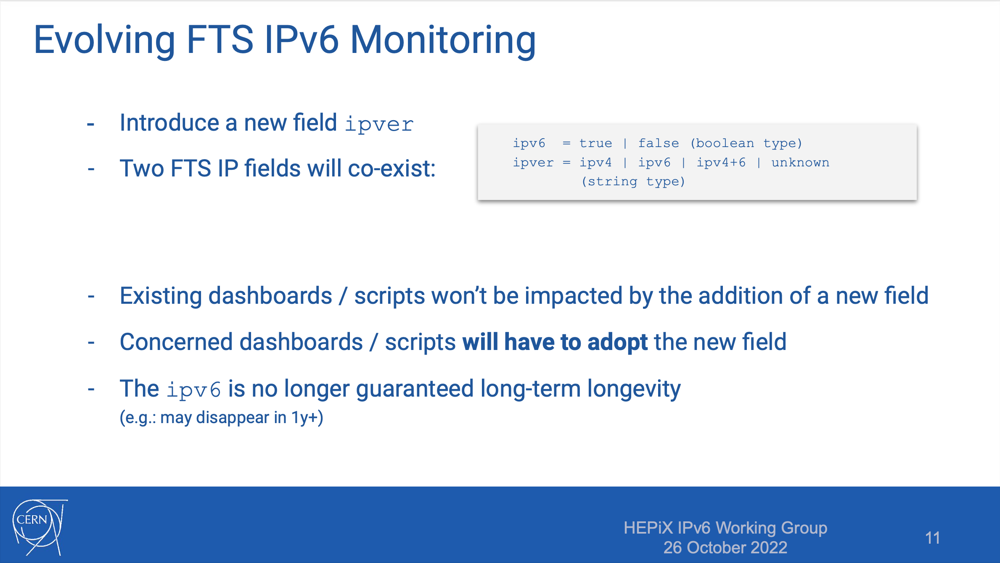 Evolving FTS IPv6 Monitoring
- Introduce a new field ipver
- Two FTS IP fields will co-exist:
ipv6  = true | false (boolean type)
ipver = ipv4 | ipv6 | ipv4+6 | unknown
(string type)
- Existing dashboards / scripts won’t be impacted by the addition of a new field
- Concerned dashboards / scripts will have to adopt the new field
- The ipv6 is no longer guaranteed long-term longevity
(e.g.: may disappear in 1y+)
CERN
HEPiX IPv6 Working Group
26 October 2022
11